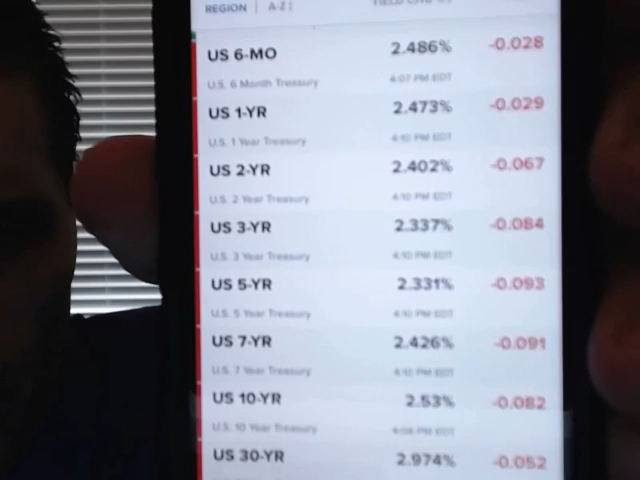 REGION | A-Z YIELD CHG
US 6-MO 2.486% -0.028
U.S. 6 Month Treasury 4:07 PM EDT
US 1-YR 2.473% -0.029
U.S. 1 Year Treasury 4:10 PM EDT
US 2-YR 2.402% -0.067
U.S. 2 Year Treasury 4:10 PM EDT
US 3-YR 2.337% -0.084
U.S. 3 Year Treasury 4:10 PM EDT
US 5-YR 2.331% -0.093
U.S. 5 Year Treasury 4:10 PM EDT
US 7-YR 2.426% -0.091
U.S. 7 Year Treasury 4:10 PM EDT
US 10-YR 2.53% -0.082
U.S. 10 Year Treasury PM EDT
US 30-YR 2.974% -0.052